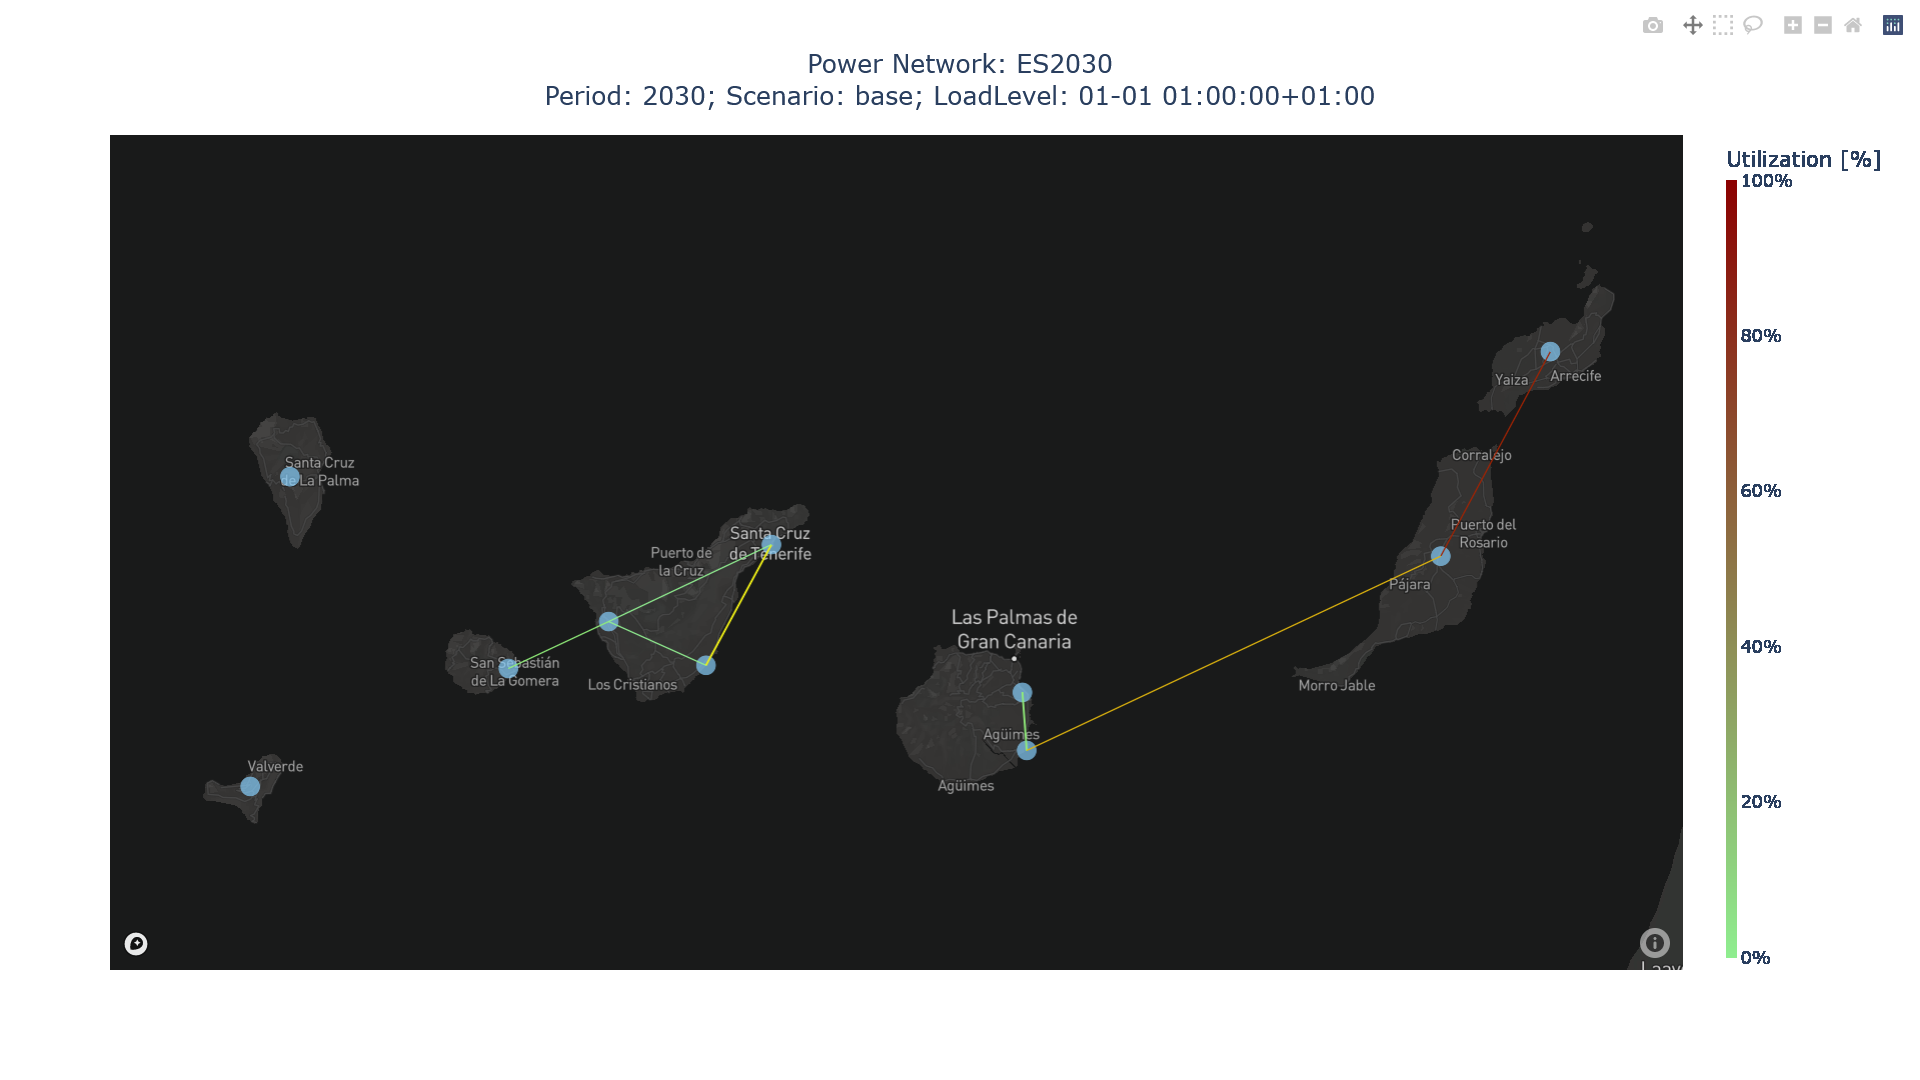 Power Network: ES2030
Period: 2030; Scenario: base; LoadLevel: 01-01 01:00:00+01:00
Utilization [%]
100%
80%
60%
40%
20%
0%
Yaiza
Arrecife
Corralejo
Santa Cruz
de La Palma
Puerto del
Rosario
Santa Cruz
de Tenerife
Puerto de
la Cruz
Pájara
Las Palmas de
Gran Canaria
San Sebastián
de La Gomera
Los Cristianos
Morro Jable
Agüimes
Valverde
Agüimes